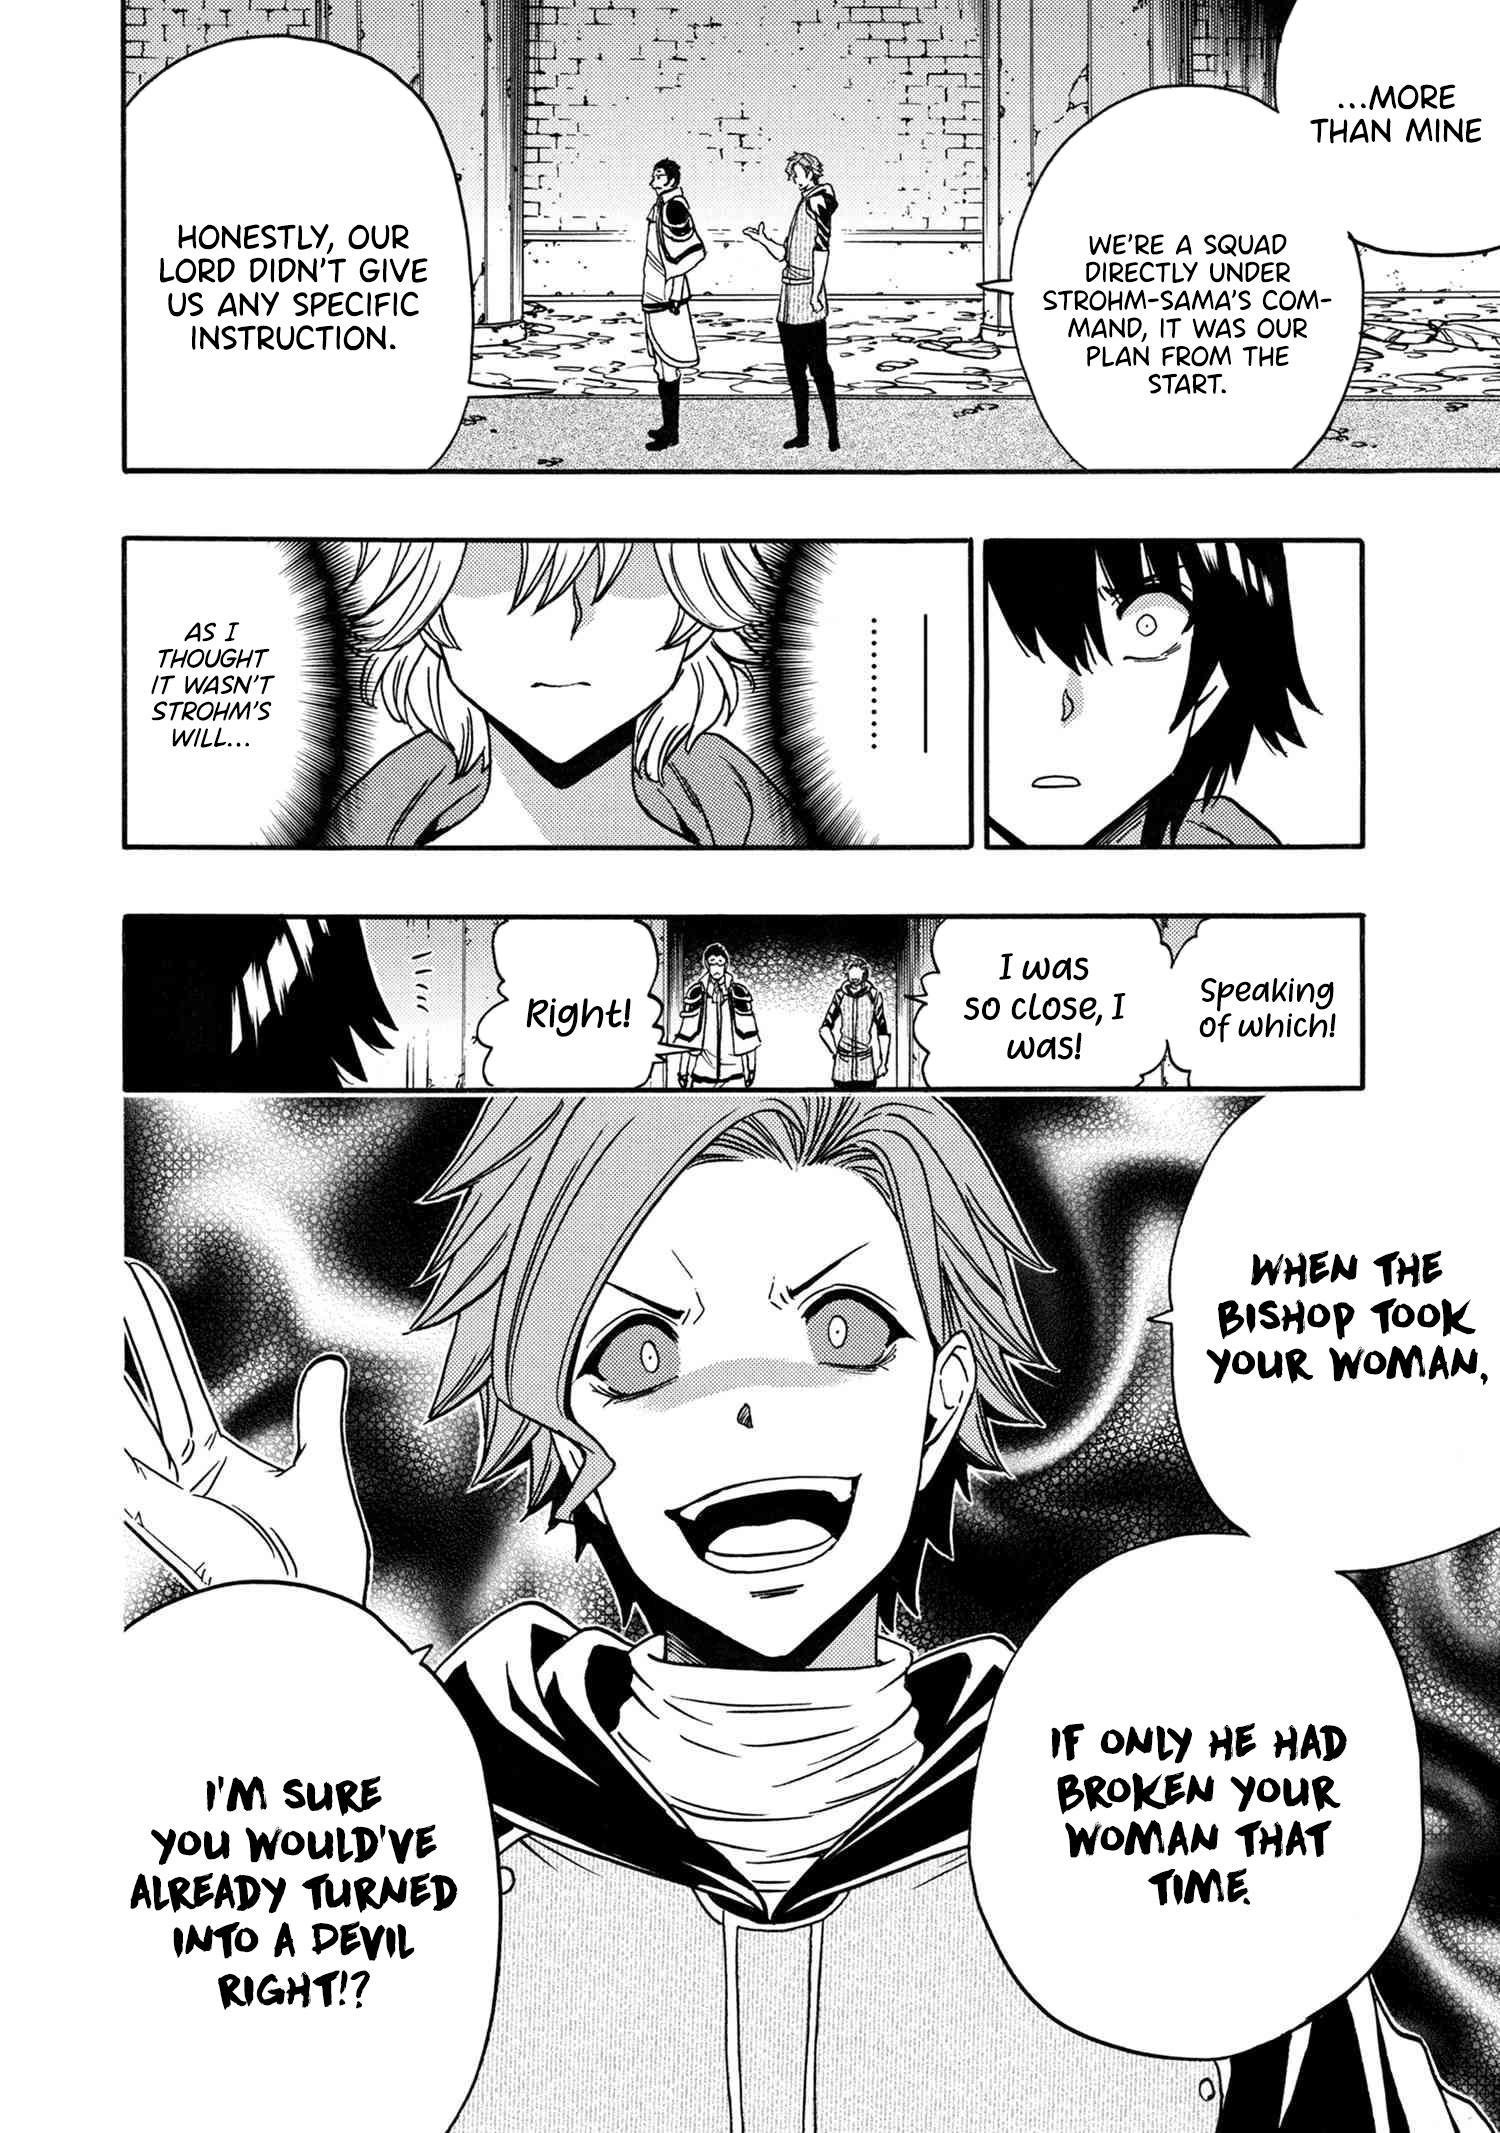 ...MORE
THAN MINE
WE'RE A SQUAD
DIRECTLY UNDER
STROHM-SAMA'S COM-
MAND, IT WAS OUR
PLAN FROM THE
START.
HONESTLY, OUR
LORD DIDN'T GIVE
US ANY SPECIFIC
INSTRUCTION.
AS I
THOUGHT
IT WASN'T
STROHM'S
WILL...
Speaking
of which!
I was
so close, I
was!
Right!
WHEN THE
BISHOP TOOK
YOUR WOMAN,
IF ONLY HE HAD
BROKEN YOUR
WOMAN THAT
TIME.
I'M SURE
YOU WOULD'VE
ALREADY TURNED
INTO A DEVIL
RIGHT!?